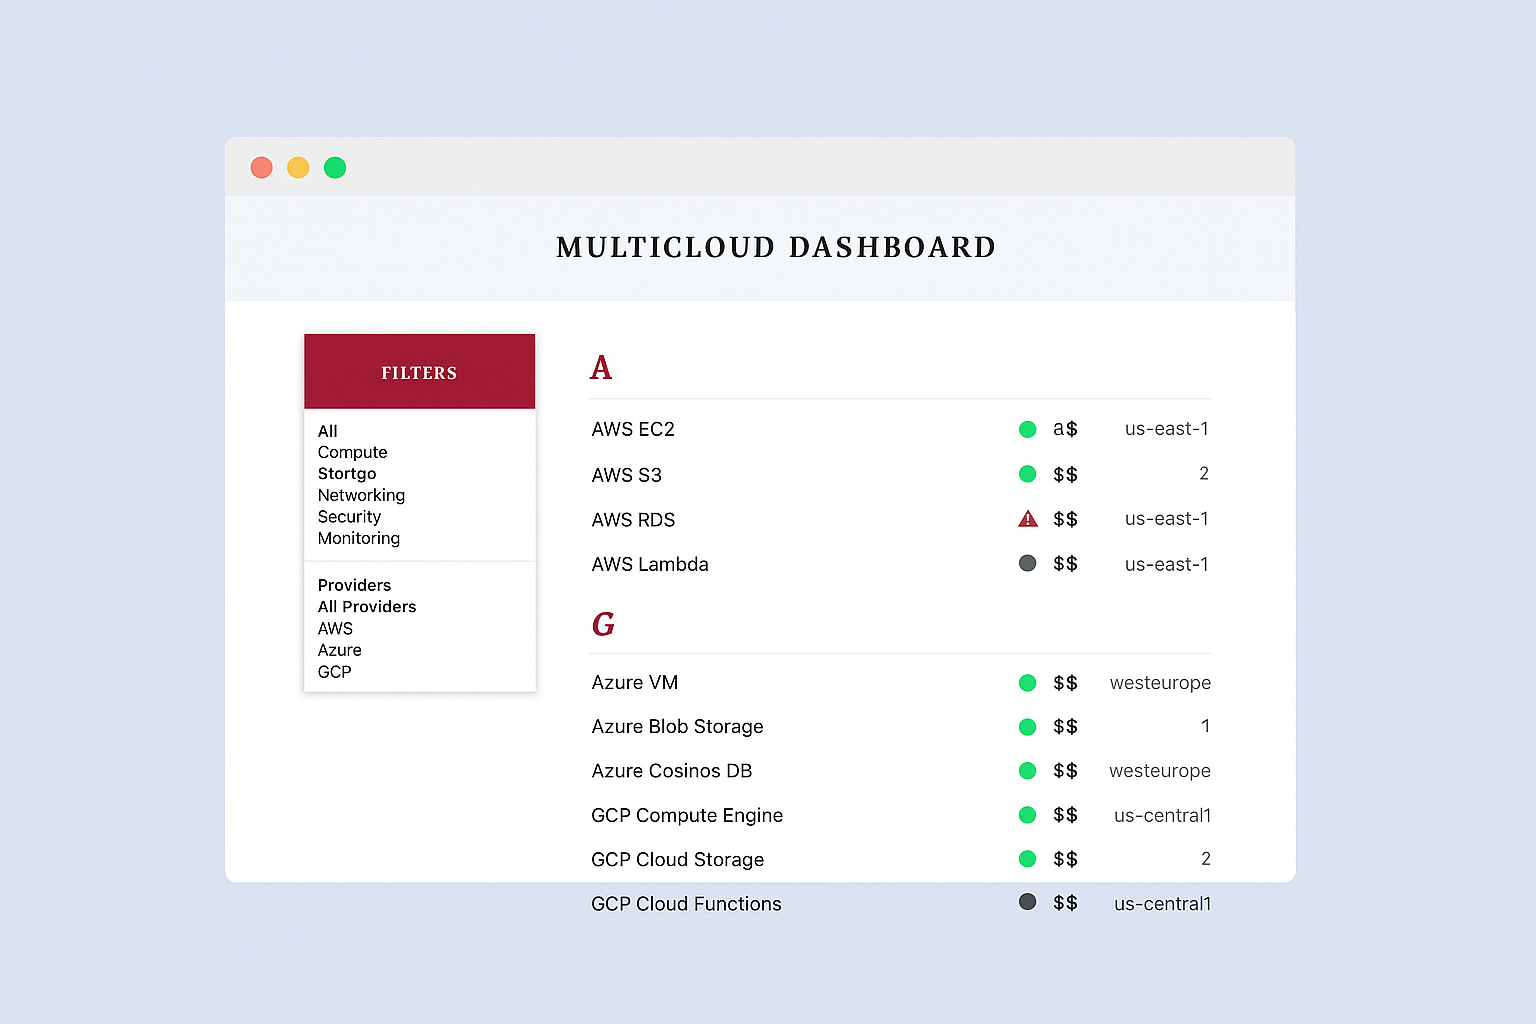 MULTICLOUD DASHBOARD
FILTERS
All
Compute
Stortgo
Networking
Security
Monitoring
Providers
All Providers
AWS
Azure
GCP
A
AWS EC2 a$ us-east-1
AWS S3 $$ 2
AWS RDS $$ us-east-1
AWS Lambda $$ us-east-1
G
Azure VM $$ westeurope
Azure Blob Storage $$ 1
Azure Cosinos DB $$ westeurope
GCP Compute Engine $$ us-central1
GCP Cloud Storage $$ 2
GCP Cloud Functions $$ us-central1